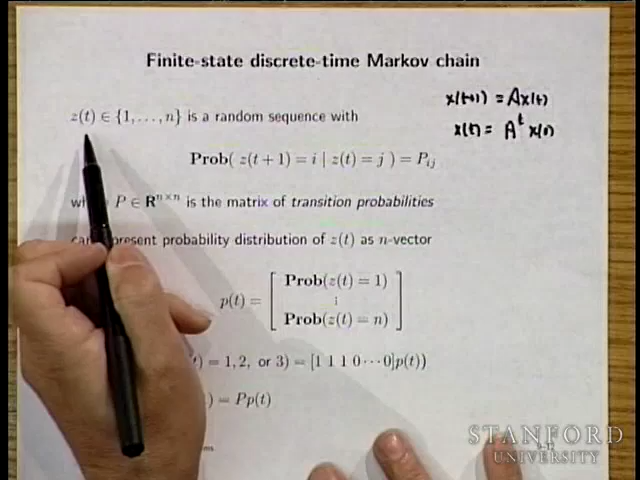 Finite-state discrete-time Markov chain
x(t+1) = Ax(t)
z(t) ∈ {1, . . . , n} is a random sequence with
x(t) = A^t x(0)
Prob( z(t + 1) = i | z(t) = j ) = P_ij
P ∈ R^{n×n} is the matrix of transition probabilities
present probability distribution of z(t) as n-vector
p(t) = [ Prob(z(t) = 1)
⋮
Prob(z(t) = n) ]
= 1, 2, or 3) = [1 1 1 0 · · · 0]p(t))
= Pp(t)
STANFORD
UNIVERSITY